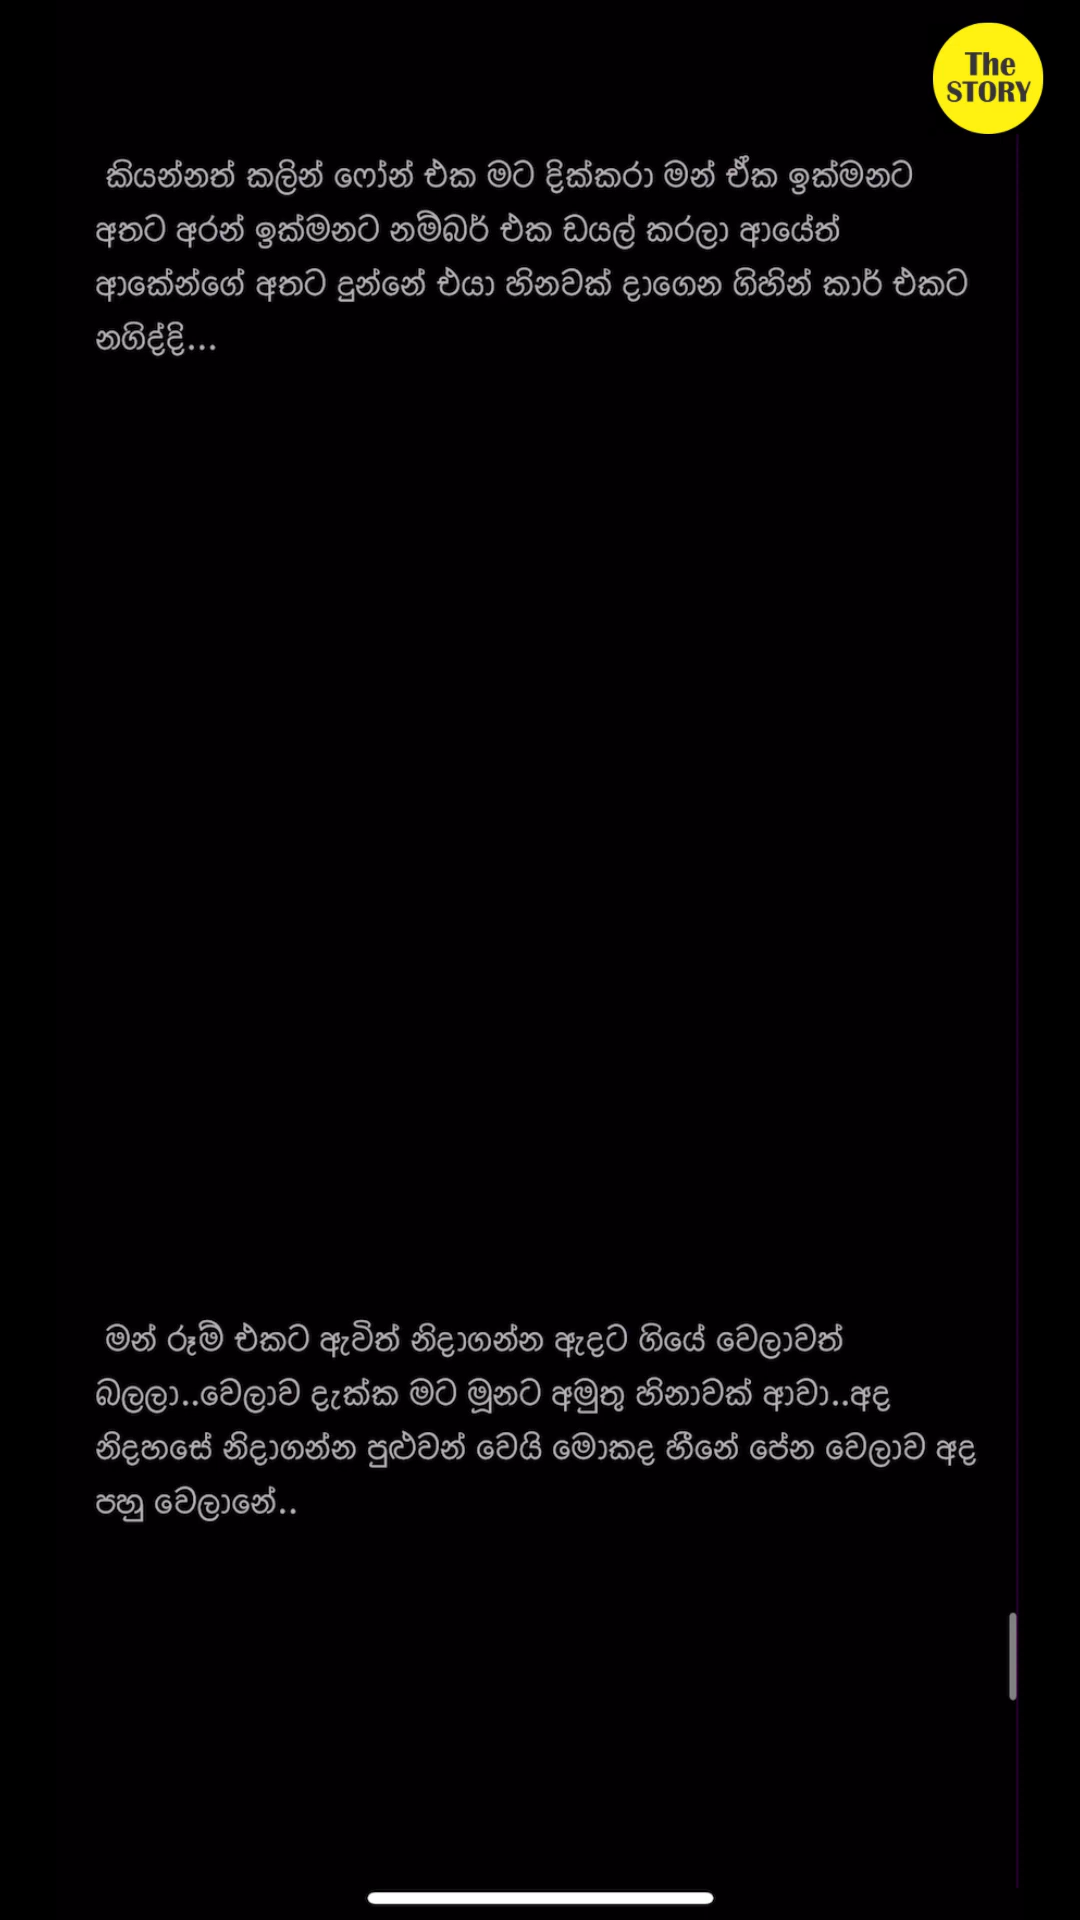 The
STORY
කියන්නත් කලින් ෆෝන් එක මට දික්කරා මන් ඒක ඉක්මනට
අතට අරන් ඉක්මනට නම්බර් එක ඩයල් කරලා ආයේත්
ආකේන්ගේ අතට දුන්නේ එයා හිනවක් දාගෙන ගිහින් කාර් එකට
නගිද්දි...
මන් රූම් එකට ඇවිත් නිදාගන්න ඇදට ගියේ වෙලාවත්
බලලා..වෙලාව දැක්ක මට මූනට අමුතු හිනාවක් ආවා..අද
නිදහසේ නිදාගන්න පුළුවන් වෙයි මොකද හීනේ පේන වෙලාව අද
පහු වෙලානේ..